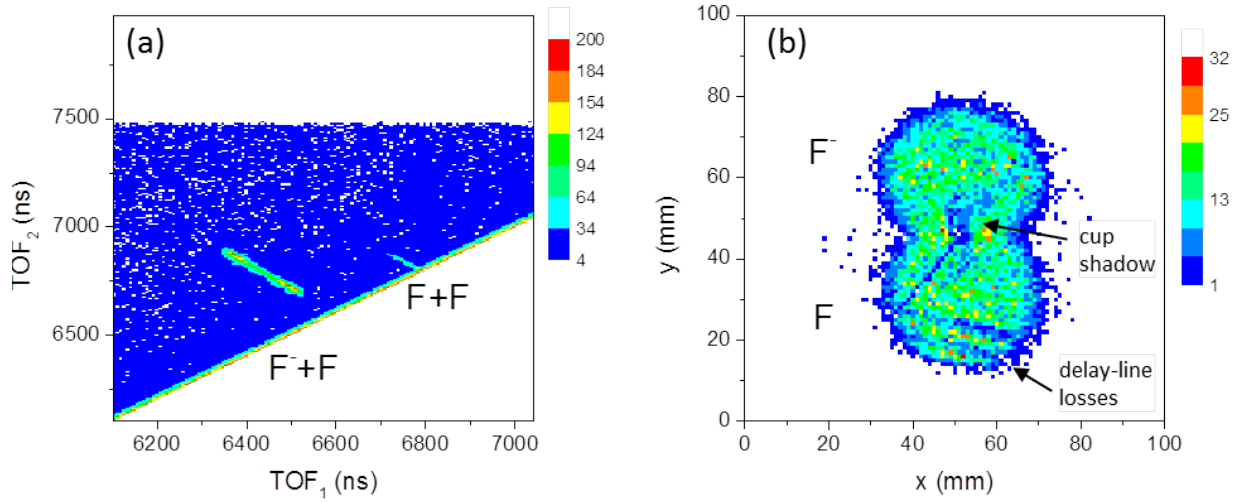 (a)
TOF₂ (ns)
7500
7000
6500
6200
6400
6600
6800
7000
TOF₁ (ns)
F⁻+F
F+F
200
184
154
124
94
64
34
4
(b)
y (mm)
100
80
60
40
20
0
0
20
40
60
80
100
x (mm)
F⁻
F
cup
shadow
delay-line
losses
32
25
13
1